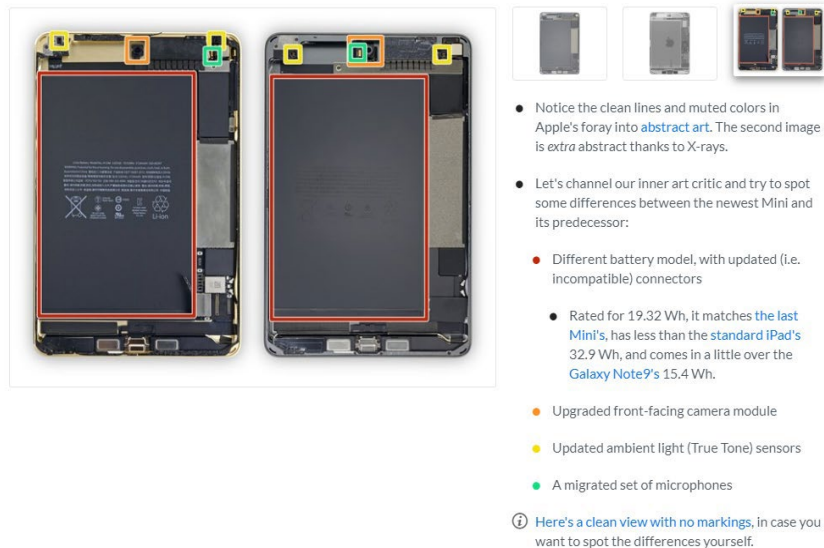 Li-ion
Notice the clean lines and muted colors in
Apple's foray into abstract art. The second image
is extra abstract thanks to X-rays.
Let's channel our inner art critic and try to spot
some differences between the newest Mini and
its predecessor:
Different battery model, with updated (i.e.
incompatible) connectors
Rated for 19.32 Wh, it matches the last
Mini's, has less than the standard iPad's
32.9 Wh, and comes in a little over the
Galaxy Note9's 15.4 Wh.
Upgraded front-facing camera module
Updated ambient light (True Tone) sensors
A migrated set of microphones
Here's a clean view with no markings, in case you
want to spot the differences yourself.